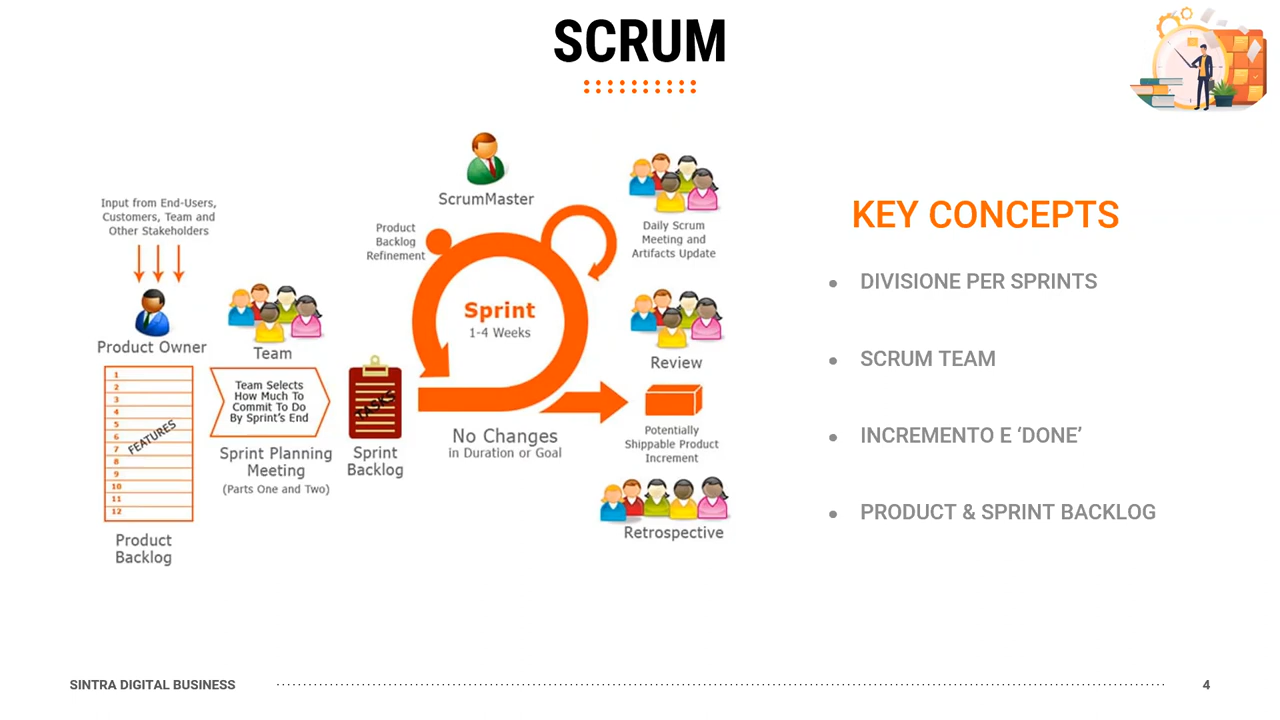 SCRUM
Input from End-Users,
Customers, Team and
Other Stakeholders
Product Owner
1
2
3
4
5
6
7
8
9
10
11
12
FEATURES
Product
Backlog
Team
Team Selects
How Much To
Commit To Do
By Sprint's End
Sprint Planning
Meeting
(Parts One and Two)
TASKS
Sprint
Backlog
ScrumMaster
Product
Backlog
Refinement
Sprint
1-4 Weeks
No Changes
in Duration or Goal
Daily Scrum
Meeting and
Artifacts Update
Review
Potentially
Shippable Product
Increment
Retrospective
KEY CONCEPTS
• DIVISIONE PER SPRINTS
• SCRUM TEAM
• INCREMENTO E ‘DONE’
• PRODUCT & SPRINT BACKLOG
SINTRA DIGITAL BUSINESS
4